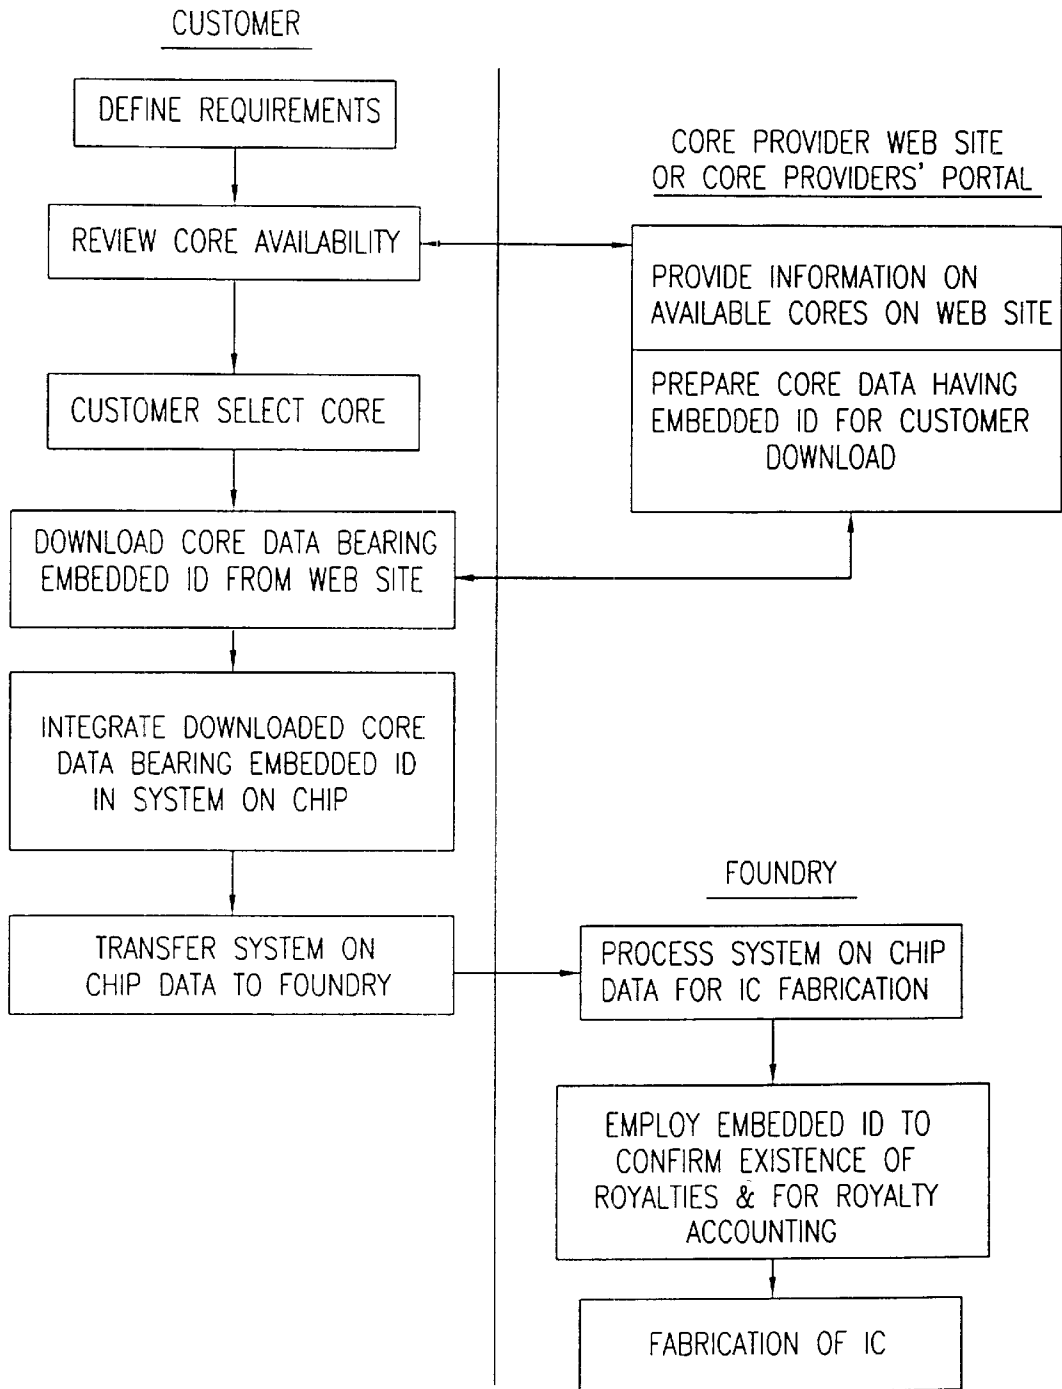 CUSTOMER
DEFINE REQUIREMENTS
REVIEW CORE AVAILABILITY
CUSTOMER SELECT CORE
DOWNLOAD CORE DATA BEARING
EMBEDDED ID FROM WEB SITE
INTEGRATE DOWNLOADED CORE
DATA BEARING EMBEDDED ID
IN SYSTEM ON CHIP
TRANSFER SYSTEM ON
CHIP DATA TO FOUNDRY
CORE PROVIDER WEB SITE
OR CORE PROVIDERS' PORTAL
PROVIDE INFORMATION ON
AVAILABLE CORES ON WEB SITE
PREPARE CORE DATA HAVING
EMBEDDED ID FOR CUSTOMER
DOWNLOAD
FOUNDRY
PROCESS SYSTEM ON CHIP
DATA FOR IC FABRICATION
EMPLOY EMBEDDED ID TO
CONFIRM EXISTENCE OF
ROYALTIES & FOR ROYALTY
ACCOUNTING
FABRICATION OF IC